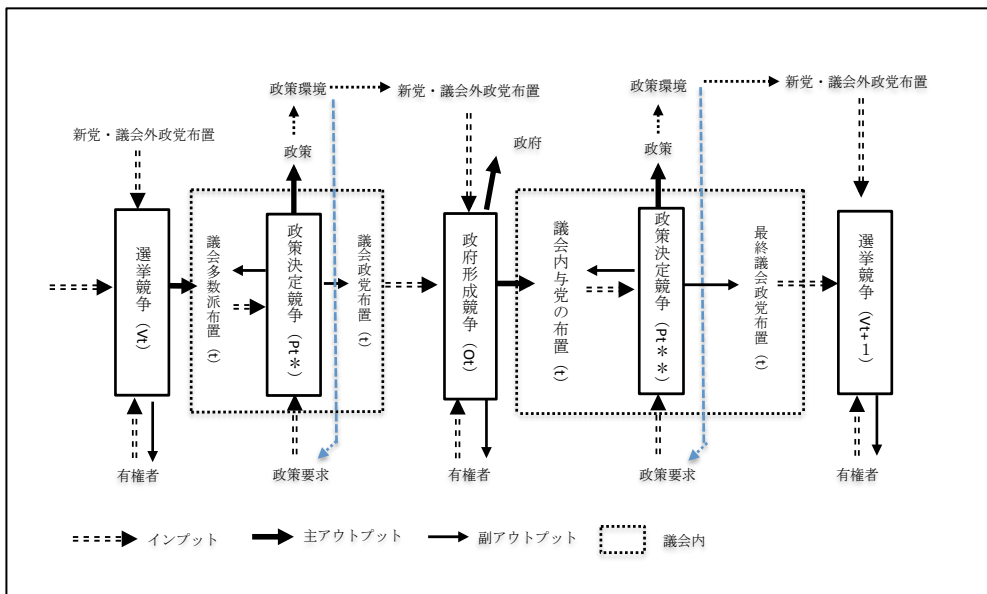 政策環境
新党・議会外政党布置
政策環境
新党・議会外政党布置
新党・議会外政党布置
政策
政府
政策
選挙競争(Vt)
議会多数派布置(t)
政策決定競争(Pt*)
議会政党布置(t)
政府形成競争(Ot)
議会内与党の布置(t)
政策決定競争(Pt**)
最終議会政党布置(t)
選挙競争(Vt+1)
有権者
政策要求
有権者
政策要求
有権者
インプット
主アウトプット
副アウトプット
議会内